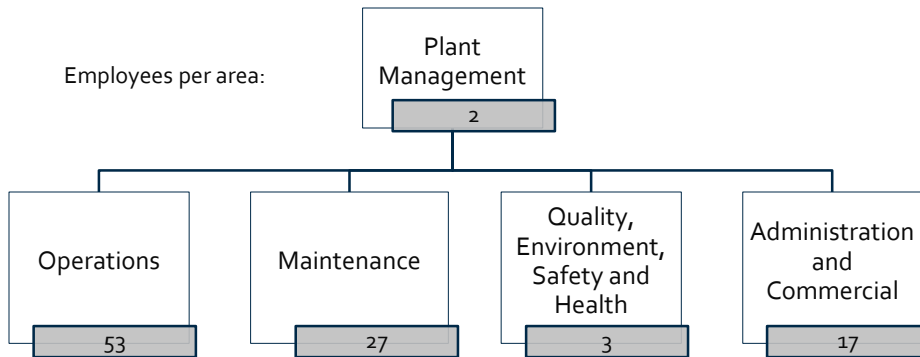 Plant
Management
Employees per area:
2
Operations
53
Maintenance
27
Quality,
Environment,
Safety and
Health
3
Administration
and
Commercial
17